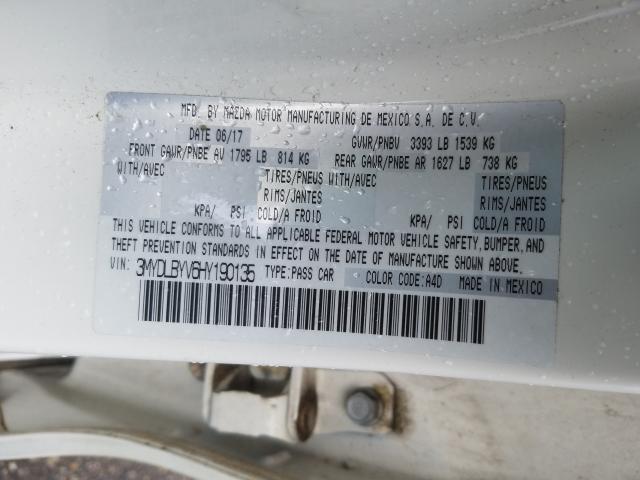 MFD. BY MAZDA MOTOR MANUFACTURING DE MEXICO S.A. DE C.V.
DATE 06/17 GVWR/PNBV 3393 LB 1539 KG
FRONT GAWR/PNBE AV 1795 LB 814 KG REAR GAWR/PNBE AR 1627 LB 738 KG
WITH/AVEC TIRES/PNEUS WITH/AVEC TIRES/PNEUS
RIMS/JANTES RIMS/JANTES
KPA/ PSI COLD/A FROID KPA/ PSI COLD/A FROID
THIS VEHICLE CONFORMS TO ALL APPLICABLE FEDERAL MOTOR VEHICLE SAFETY, BUMPER, AND
THEFT PREVENTION STANDARDS IN EFFECT ON THE DATE OF MANUFACTURE SHOWN ABOVE.
VIN: 3MYDLBYV6HY190135 TYPE:PASS CAR COLOR CODE:A4D MADE IN MEXICO